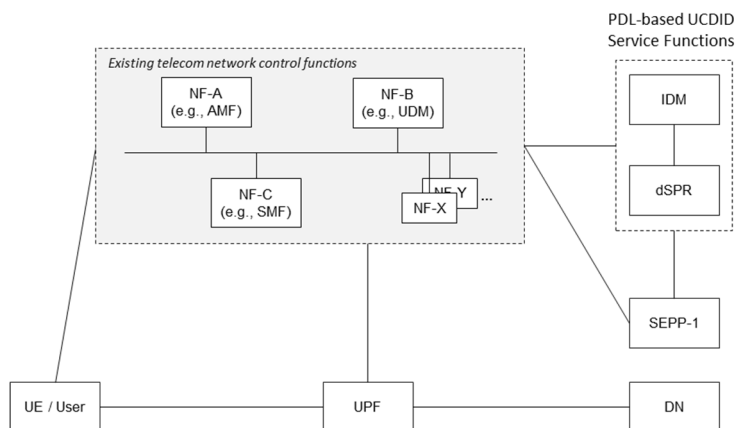 PDL-based UCDID
Service Functions
Existing telecom network control functions
NF-A
(e.g., AMF)
NF-B
(e.g., UDM)
IDM
NF-C
(e.g., SMF)
NF-Y
NF-X
...
dSPR
SEPP-1
UE / User
UPF
DN